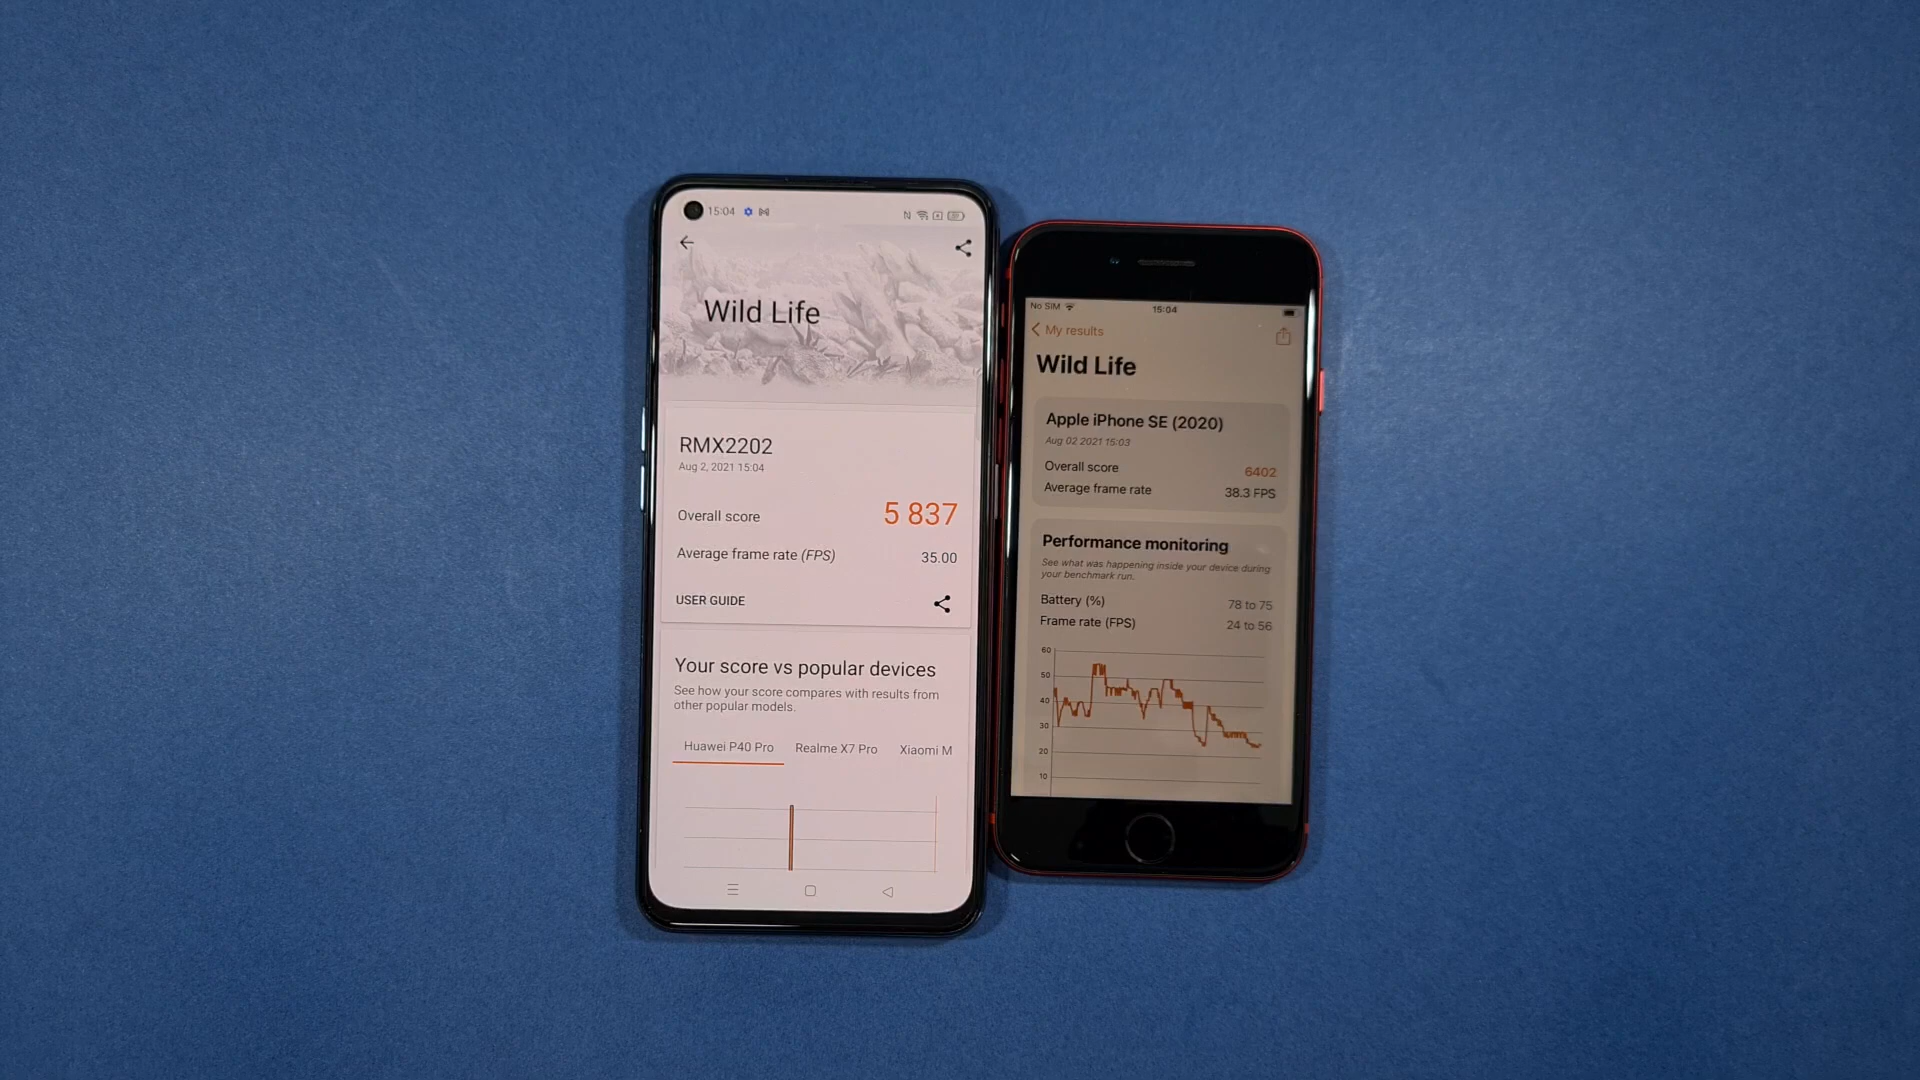 15:04
Wild Life
RMX2202
Aug 2, 2021 15:04
Overall score 5 837
Average frame rate (FPS) 35.00
USER GUIDE
Your score vs popular devices
See how your score compares with results from
other popular models.
Huawei P40 Pro Realme X7 Pro Xiaomi M
No SIM 15:04
My results
Wild Life
Apple iPhone SE (2020)
Aug 02 2021 15:03
Overall score 6402
Average frame rate 38.3 FPS
Performance monitoring
See what was happening inside your device during
your benchmark run.
Battery (%) 78 to 75
Frame rate (FPS) 24 to 56
60
50
40
30
20
10